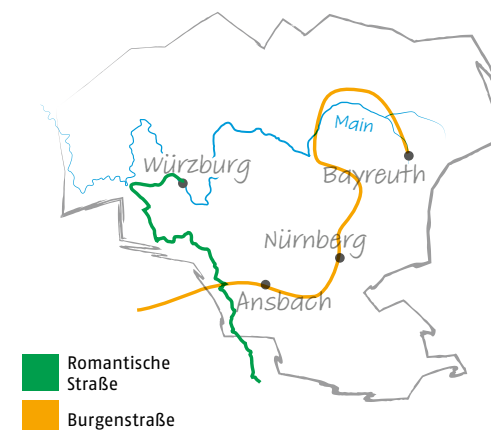 Main
Würzburg
Bayreuth
Nürnberg
Ansbach
Romantische
Straße
Burgenstraße